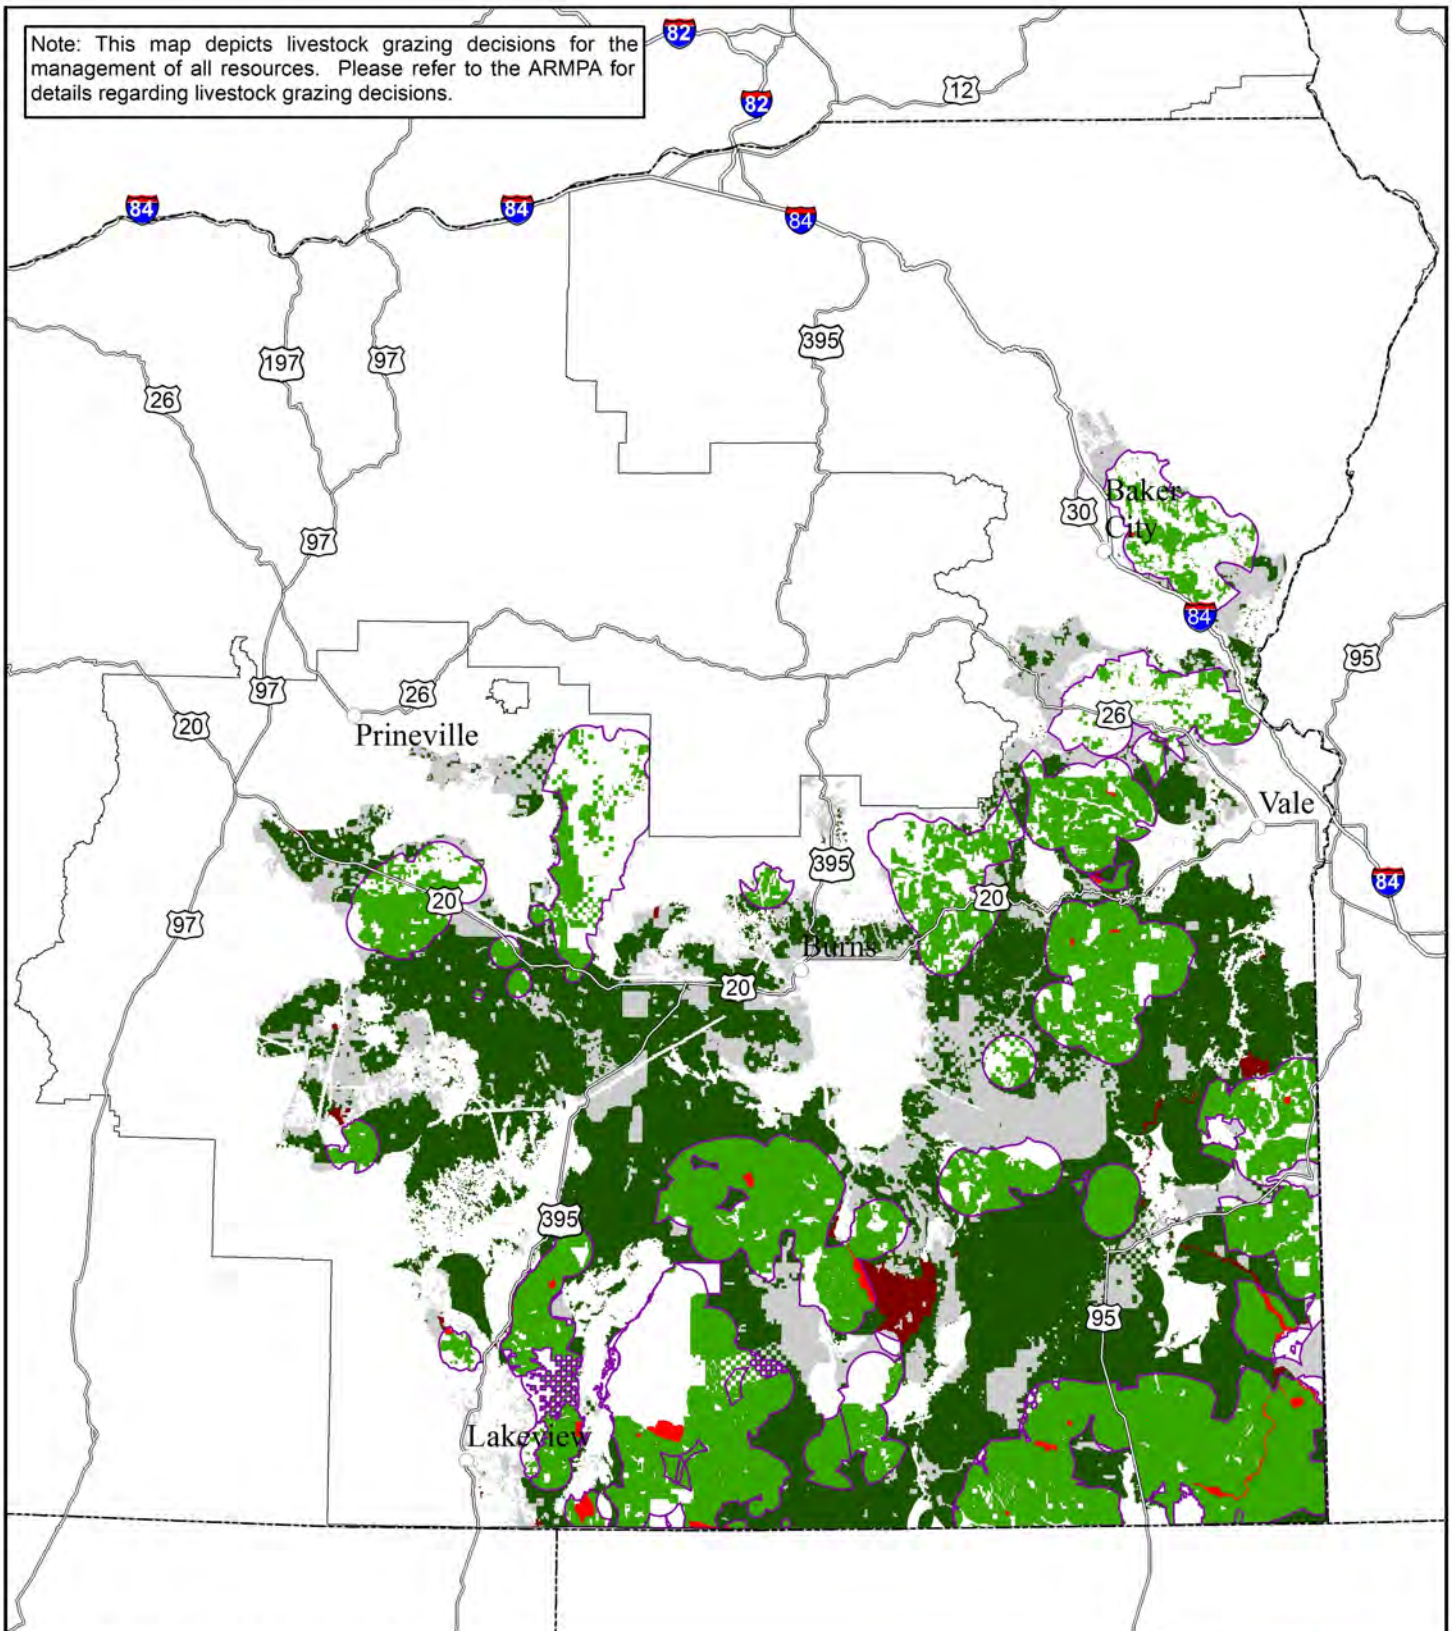 Note: This map depicts livestock grazing decisions for the
management of all resources. Please refer to the ARMPA for
details regarding livestock grazing decisions.
82
82
12
84
84
84
395
197
97
26
Baker
City
30
97
84
95
97
26
20
26
Prineville
Vale
395
84
20
20
97
Burns
20
395
95
Lakeview